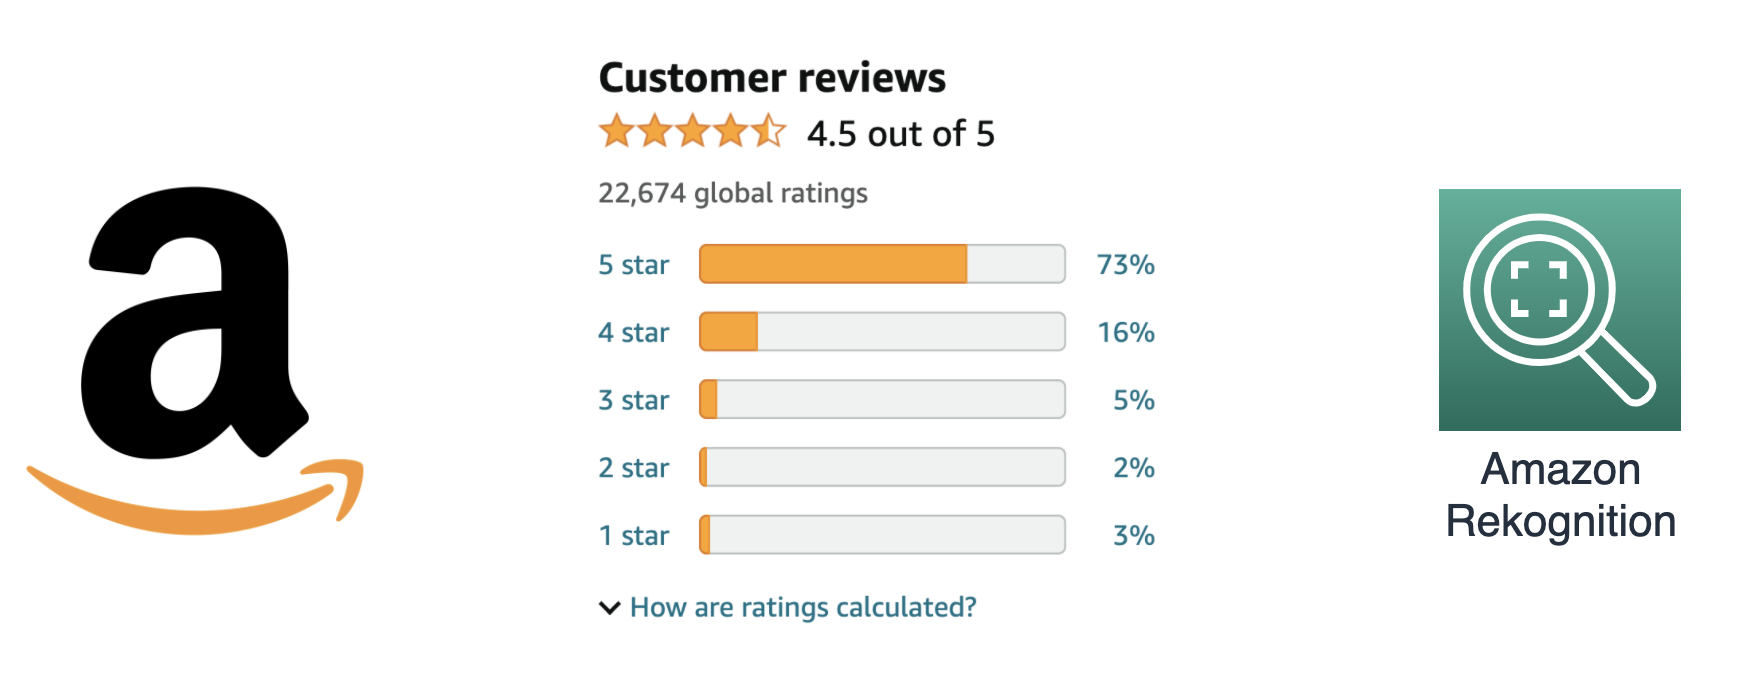 a
Customer reviews
4.5 out of 5
22,674 global ratings
5 star 73%
4 star 16%
3 star 5%
2 star 2%
1 star 3%
How are ratings calculated?
Amazon
Rekognition